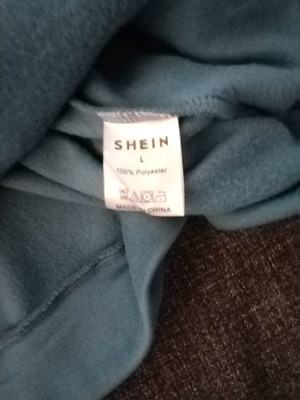 SHEIN
L
100% Polyester
MADE IN CHINA